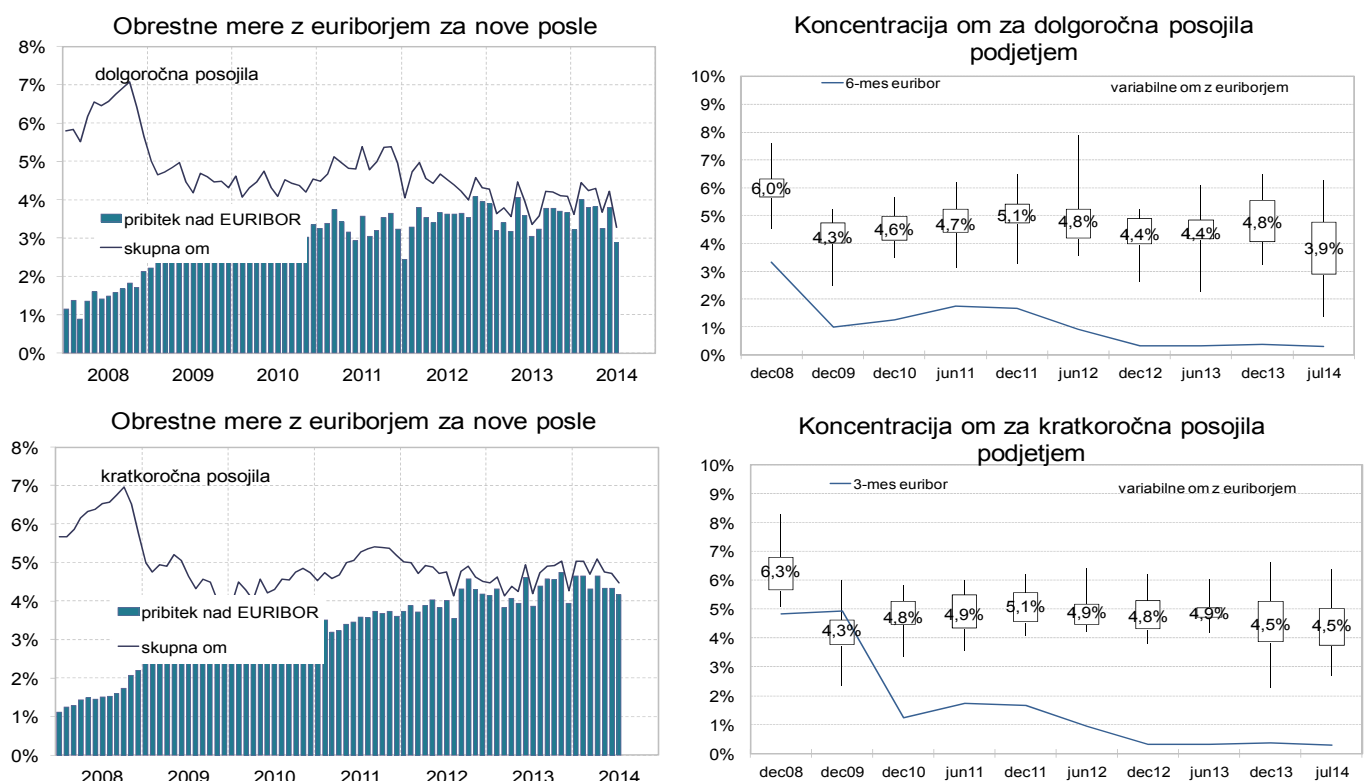 Obrestne mere z euriborjem za nove posle
8%
7%
6%
5%
4%
3%
2%
1%
0%
dolgoročna posojila
pribitek nad EURIBOR
skupna om
2008 2009 2010 2011 2012 2013 2014
Koncentracija om za dolgoročna posojila
podjetjem
10%
9%
8%
7%
6%
5%
4%
3%
2%
1%
0%
6-mes euribor
variabilne om z euriborjem
6,0% 4,3% 4,6% 4,7% 5,1% 4,8% 4,4% 4,4% 4,8% 3,9%
dec08 dec09 dec10 jun11 dec11 jun12 dec12 jun13 dec13 jul14
Obrestne mere z euriborjem za nove posle
8%
7%
6%
5%
4%
3%
2%
1%
0%
kratkoročna posojila
pribitek nad EURIBOR
skupna om
2008 2009 2010 2011 2012 2013 2014
Koncentracija om za kratkoročna posojila
podjetjem
10%
9%
8%
7%
6%
5%
4%
3%
2%
1%
0%
3-mes euribor
variabilne om z euriborjem
6,3% 4,3% 4,8% 4,9% 5,1% 4,9% 4,8% 4,9% 4,5% 4,5%
dec08 dec09 dec10 jun11 dec11 jun12 dec12 jun13 dec13 jul14